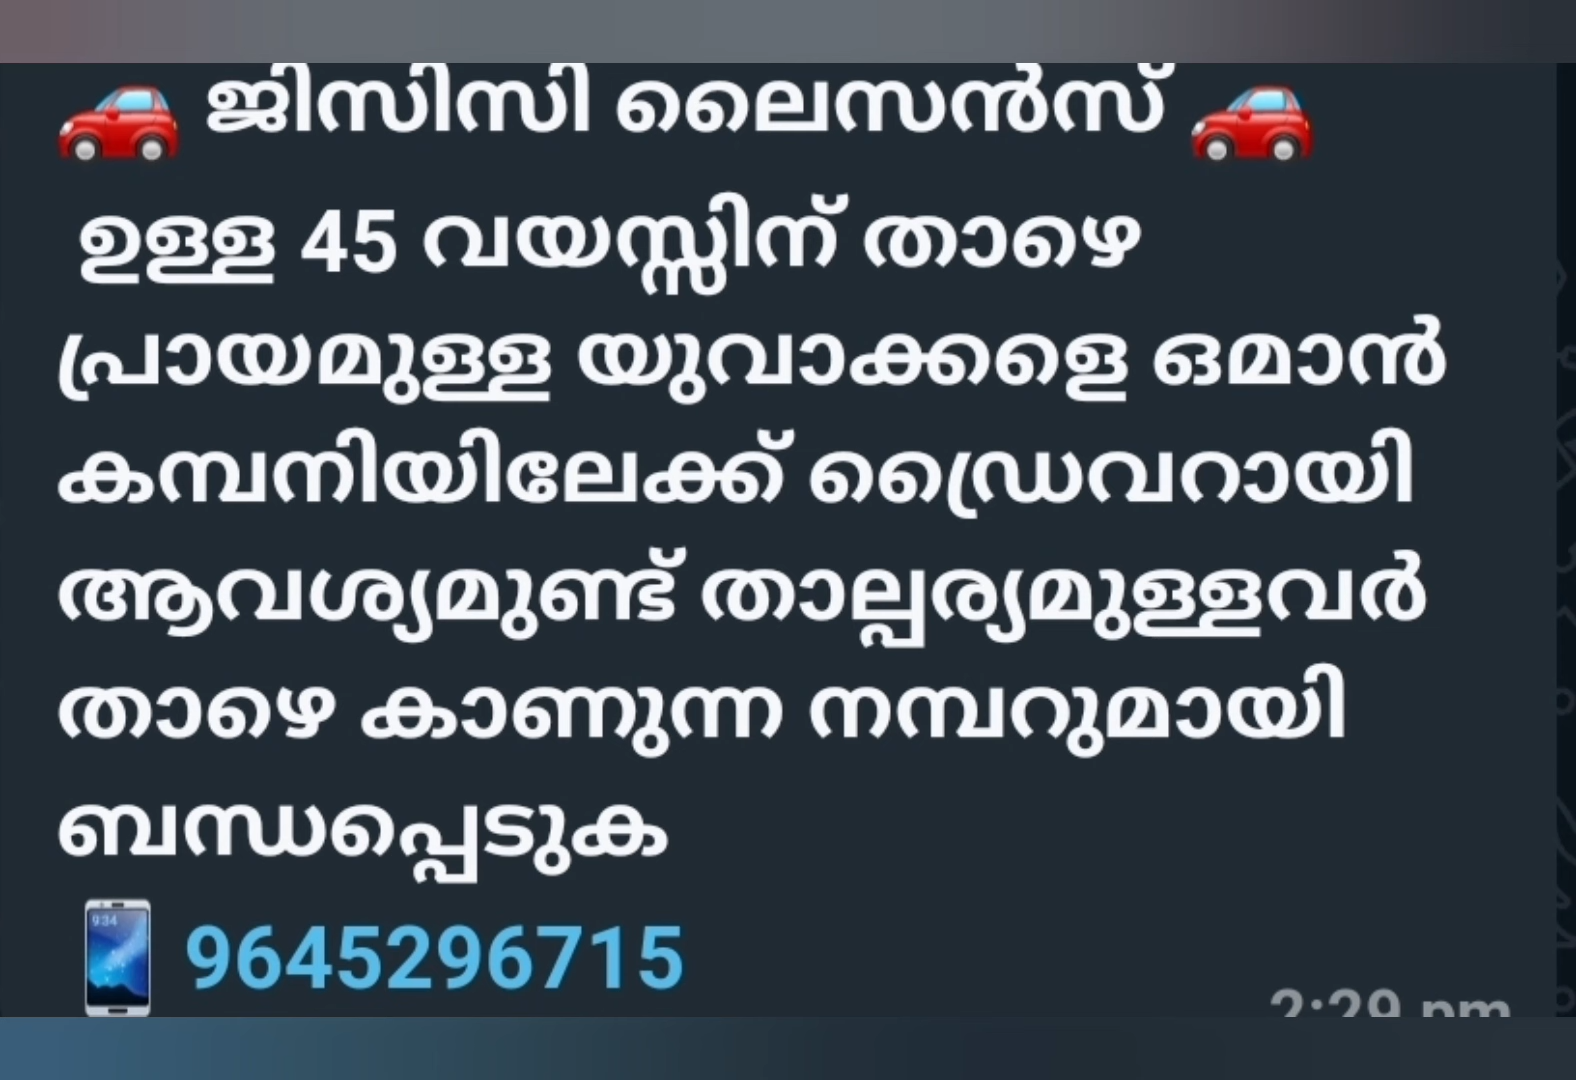 🚗 ജിസിസി ലൈസൻസ് 🚗
ഉള്ള 45 വയസ്സിന് താഴെ
പ്രായമുള്ള യുവാക്കളെ ഒമാൻ
കമ്പനിയിലേക്ക് ഡ്രൈവറായി
ആവശ്യമുണ്ട് താല്പര്യമുള്ളവർ
താഴെ കാണുന്ന നമ്പറുമായി
ബന്ധപ്പെടുക
📱 9645296715
2:29 pm